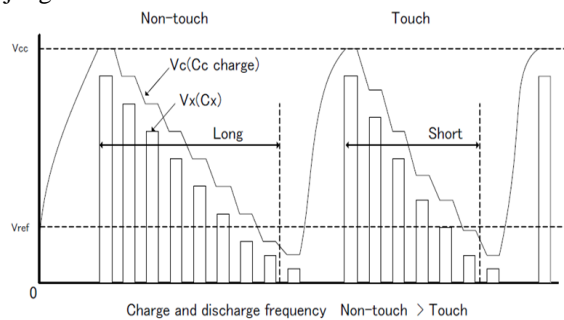 Non-touch Touch
Vcc
Vc(Cc charge)
Vx(Cx)
Long Short
Vref
0
Charge and discharge frequency Non-touch > Touch